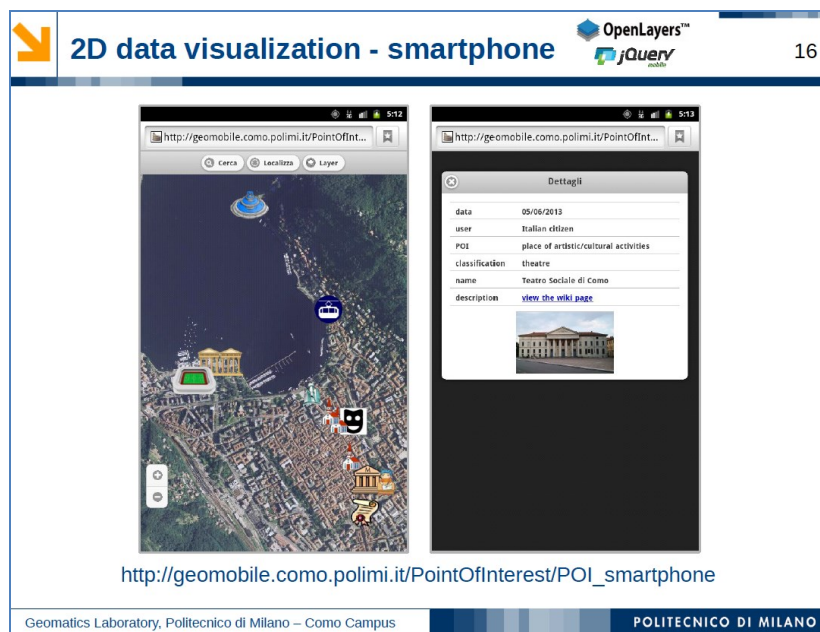 2D data visualization - smartphone
OpenLayers™
jQuery
mobile
16
5:12
http://geomobile.como.polimi.it/PointOfInt...
Cerca
Localizza
Layer
5:13
http://geomobile.como.polimi.it/PointOfInt...
Dettagli
data 05/06/2013
user Italian citizen
POI place of artistic/cultural activities
classification theatre
name Teatro Sociale di Como
description view the wiki page
http://geomobile.como.polimi.it/PointOfInterest/POI_smartphone
Geomatics Laboratory, Politecnico di Milano – Como Campus
POLITECNICO DI MILANO